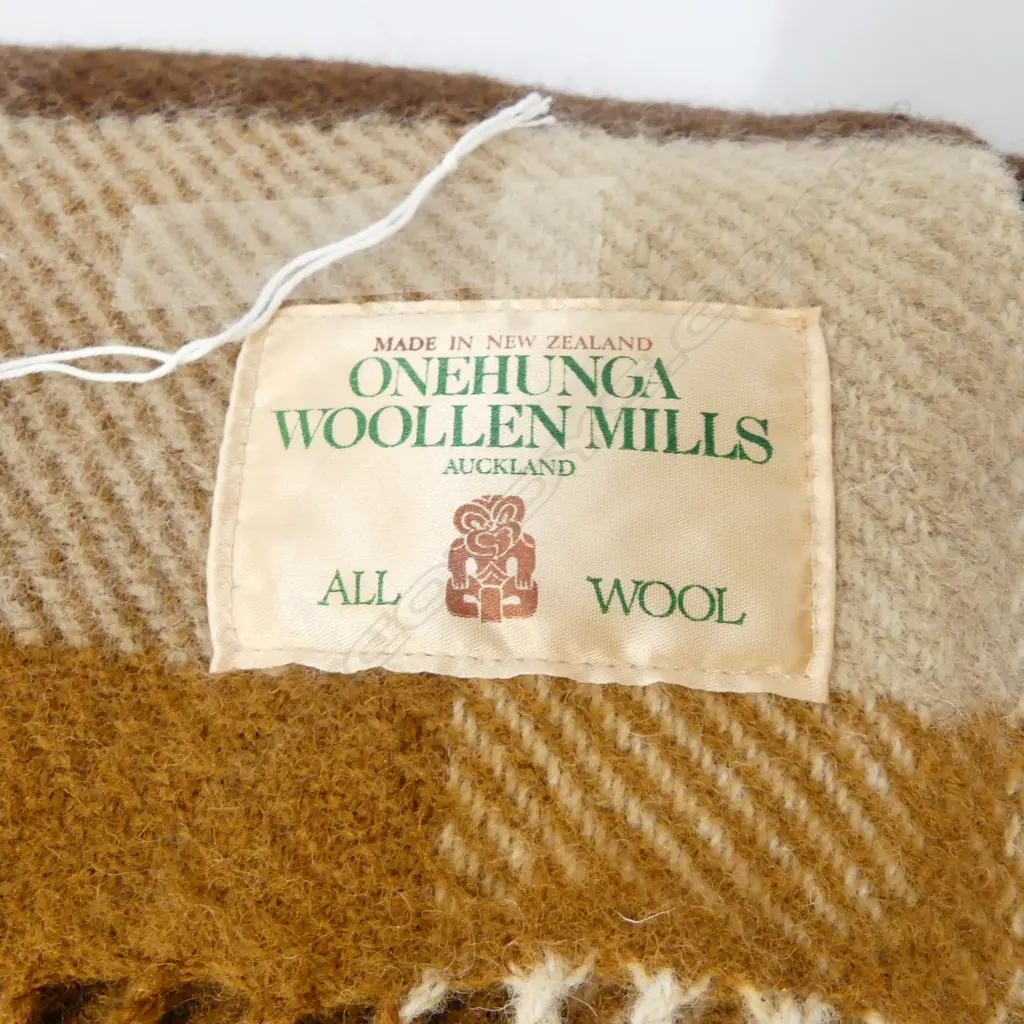 MADE IN NEW ZEALAND
ONEHUNGA
WOOLLEN MILLS
AUCKLAND
ALL WOOL